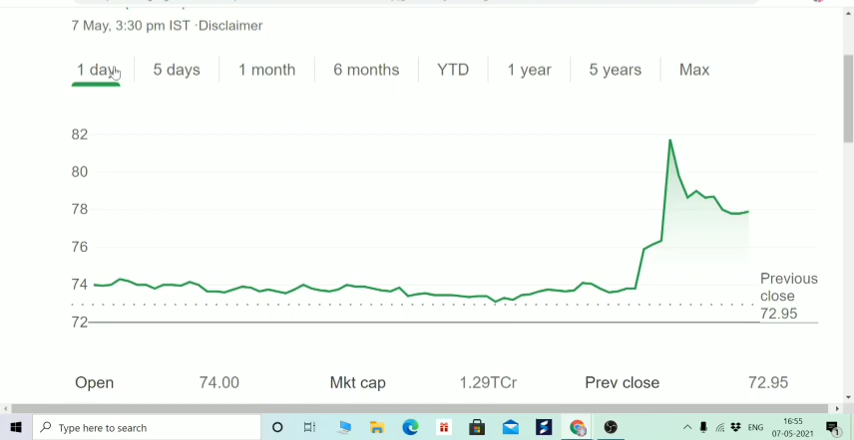 7 May, 3:30 pm IST ·Disclaimer
1 day 5 days 1 month 6 months YTD 1 year 5 years Max
82
80
78
76
74
72
Previous
close
72.95
Open 74.00 Mkt cap 1.29TCr Prev close 72.95
Type here to search
ENG
16:55
07-05-2021
1